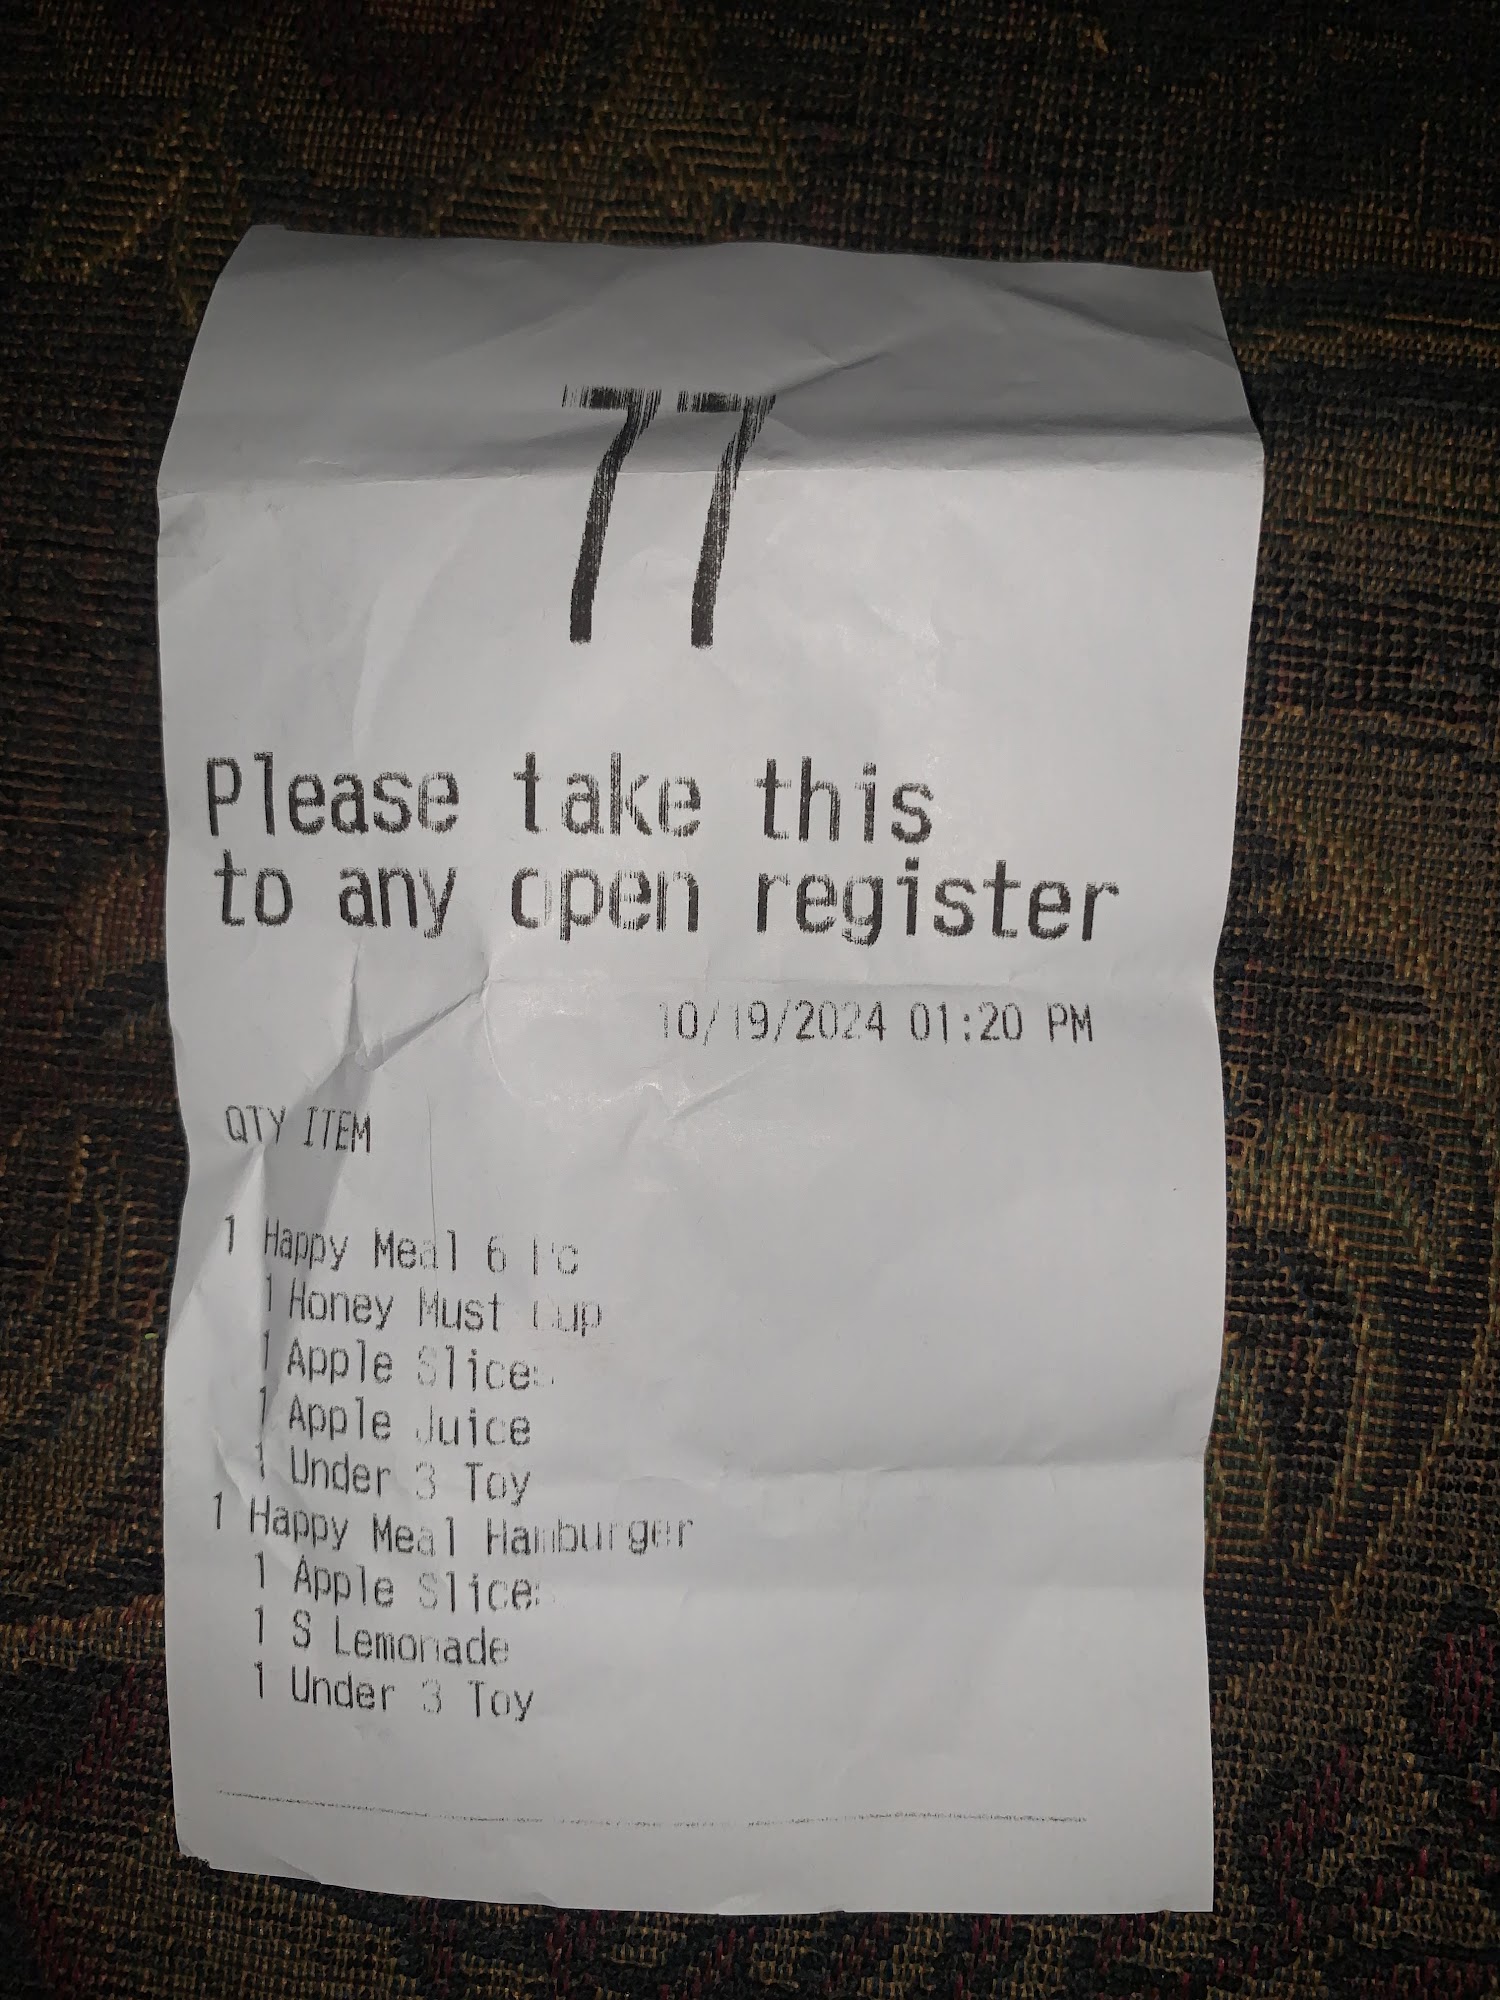 77
Please take this
to any open register
10/19/2024 01:20 PM
QTY ITEM
1 Happy Meal 6 Pc
1 Honey Must Cup
1 Apple Slices
1 Apple Juice
1 Under 3 Toy
1 Happy Meal Hamburger
1 Apple Slices
1 S Lemonade
1 Under 3 Toy